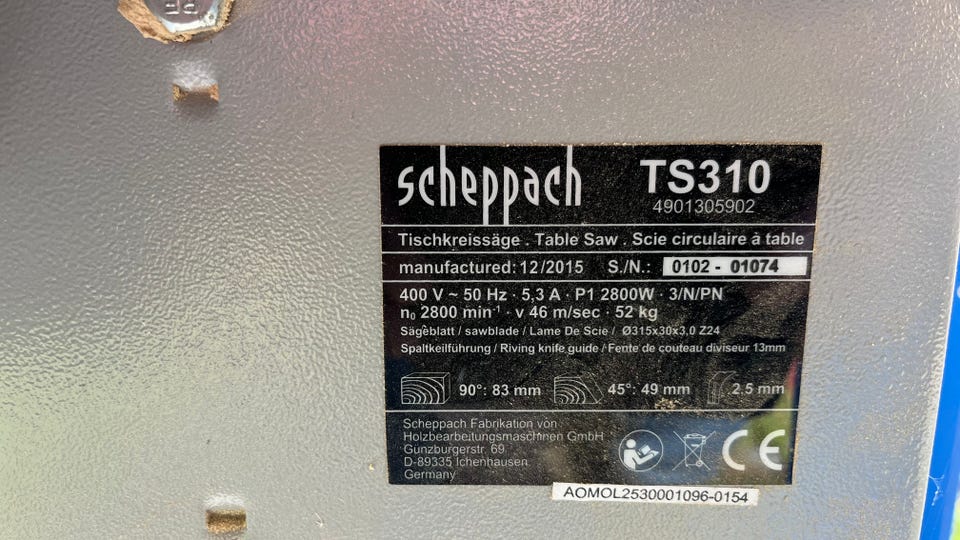 scheppach TS310
4901305902
Tischkreissäge . Table Saw . Scie circulaire à table
manufactured: 12/2015 S./N.: 0102 - 01074
400 V ~ 50 Hz · 5,3 A · P1 2800W · 3/N/PN
n₀ 2800 min⁻¹ · v 46 m/sec · 52 kg
Sägeblatt / sawblade / Lame De Scie / Ø315x30x3,0 Z24
Spaltkeilführung / Riving knife guide / Fente de couteau diviseur 13mm
90°: 83 mm 45°: 49 mm 2.5 mm
Scheppach Fabrikation von
Holzbearbeitungsmaschinen GmbH
Günzburgerstr. 69
D-89335 Ichenhausen
Germany
CE
AOMOL2530001096-0154